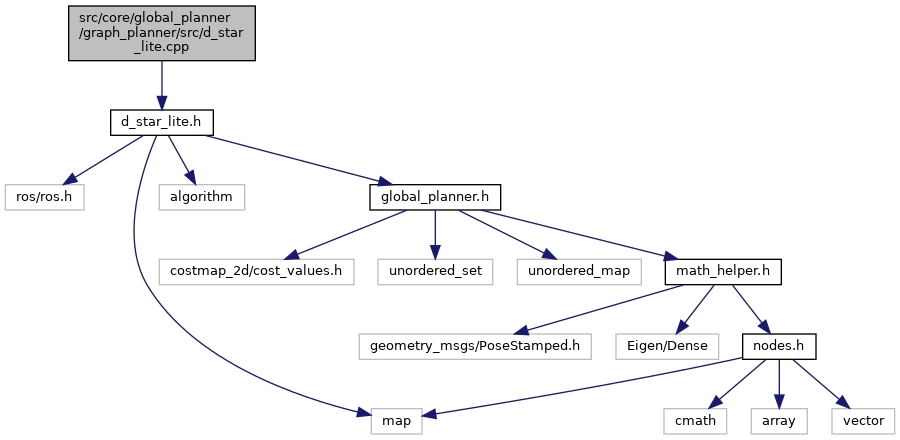 src/core/global_planner
/graph_planner/src/d_star
_lite.cpp
d_star_lite.h
ros/ros.h
algorithm
global_planner.h
costmap_2d/cost_values.h
unordered_set
unordered_map
math_helper.h
geometry_msgs/PoseStamped.h
Eigen/Dense
nodes.h
map
cmath
array
vector